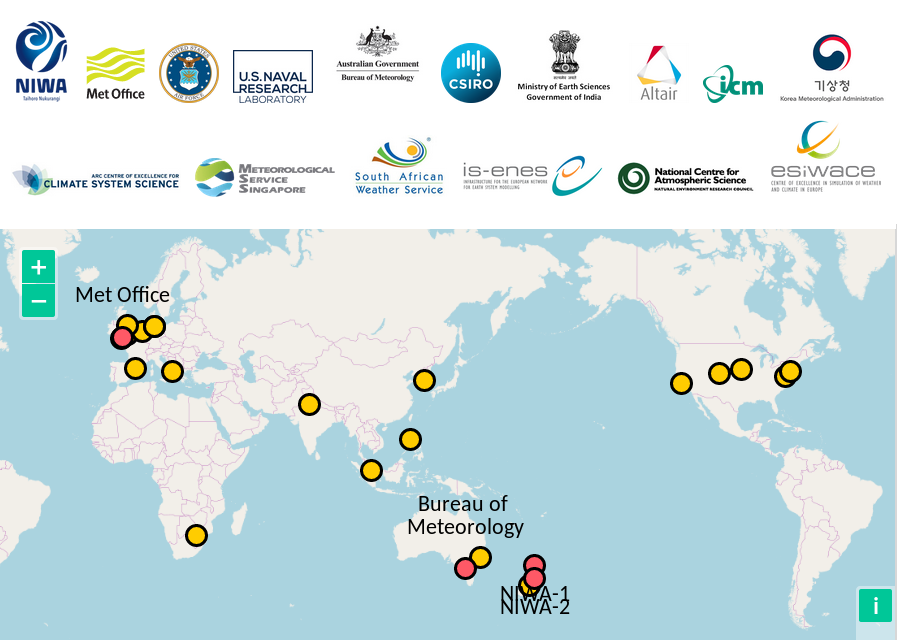 NIWA
Taihoro Nukurangi
Met Office
UNITED STATES
AIR FORCE
U.S. NAVAL
RESEARCH
LABORATORY
Australian Government
Bureau of Meteorology
CSIRO
Ministry of Earth Sciences
Government of India
Altair
icm
기상청
Korea Meteorological Administration
ARC CENTRE OF EXCELLENCE FOR
CLIMATE SYSTEM SCIENCE
METEOROLOGICAL
SERVICE
SINGAPORE
South African
Weather Service
is-enes
INFRASTRUCTURE FOR THE EUROPEAN NETWORK
FOR EARTH SYSTEM MODELLING
National Centre for
Atmospheric Science
NATURAL ENVIRONMENT RESEARCH COUNCIL
esiwace
CENTRE OF EXCELLENCE IN SIMULATION OF WEATHER
AND CLIMATE IN EUROPE
+
−
Met Office
Bureau of
Meteorology
NIWA-1
NIWA-2
i